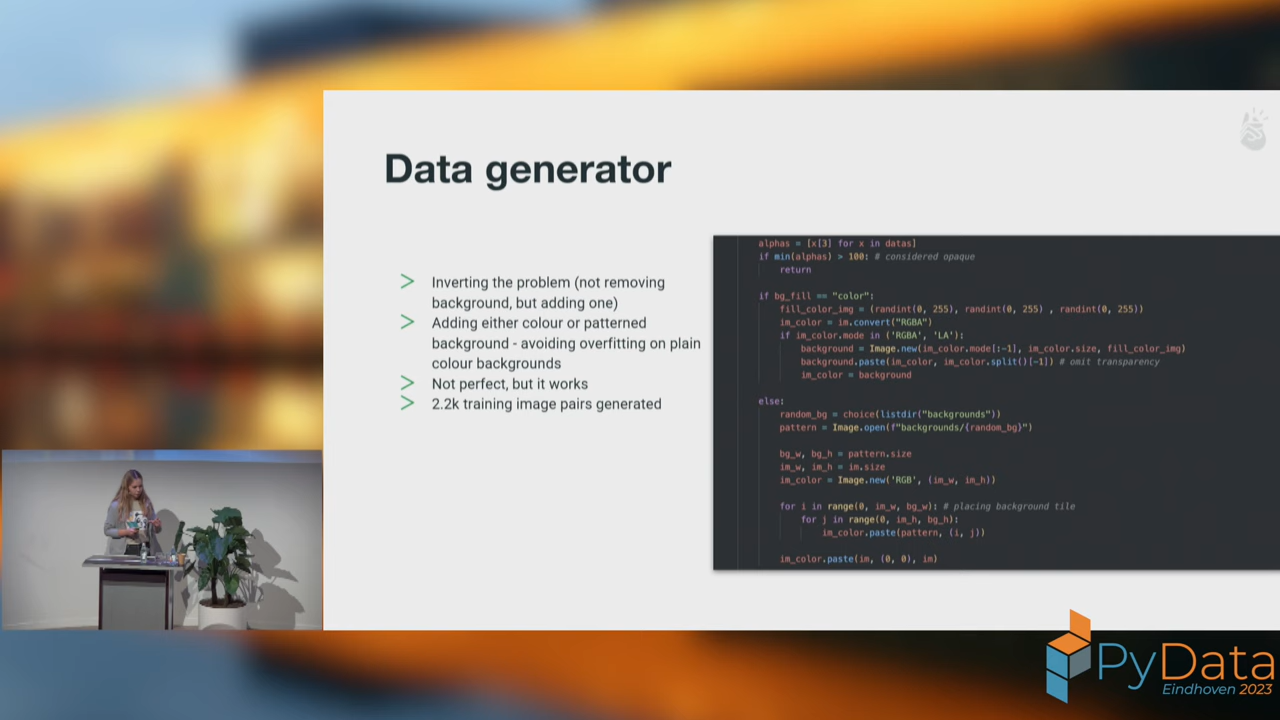 Data generator
> Inverting the problem (not removing
background, but adding one)
> Adding either colour or patterned
background - avoiding overfitting on plain
colour backgrounds
> Not perfect, but it works
> 2.2k training image pairs generated
alphas = [x[3] for x in datas]
if min(alphas) > 100: # considered opaque
return
if bg_fill == "color":
fill_color_img = (randint(0, 255), randint(0, 255) , randint(0, 255))
im_color = im.convert("RGBA")
if im_color.mode in ('RGBA', 'LA'):
background = Image.new(im_color.mode[:-1], im_color.size, fill_color_img)
background.paste(im_color, im_color.split()[-1]) # omit transparency
im_color = background
else:
random_bg = choice(listdir("backgrounds"))
pattern = Image.open(f"backgrounds/{random_bg}")
bg_w, bg_h = pattern.size
im_w, im_h = im.size
im_color = Image.new('RGB', (im_w, im_h))
for i in range(0, im_w, bg_w): # placing background tile
for j in range(0, im_h, bg_h):
im_color.paste(pattern, (i, j))
im_color.paste(im, (0, 0), im)
PyData
Eindhoven 2023